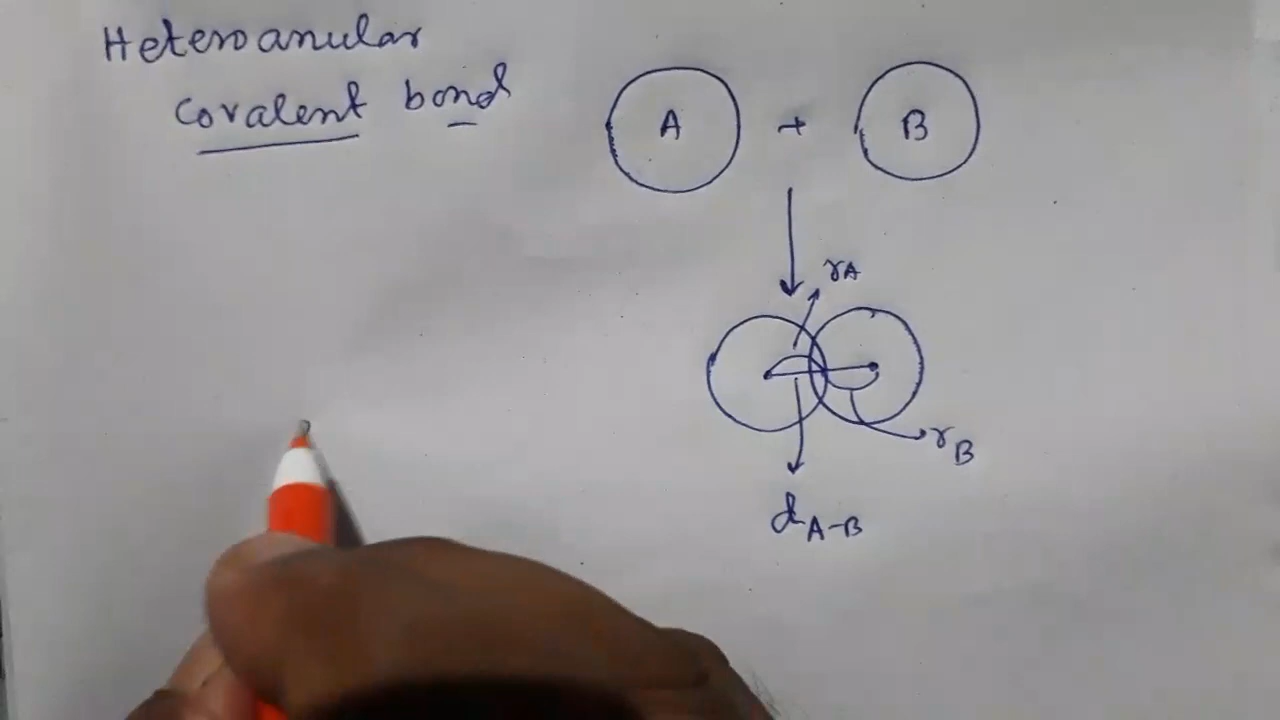 Heteroanular
covalent bond
A + B
rA
rB
dA-B